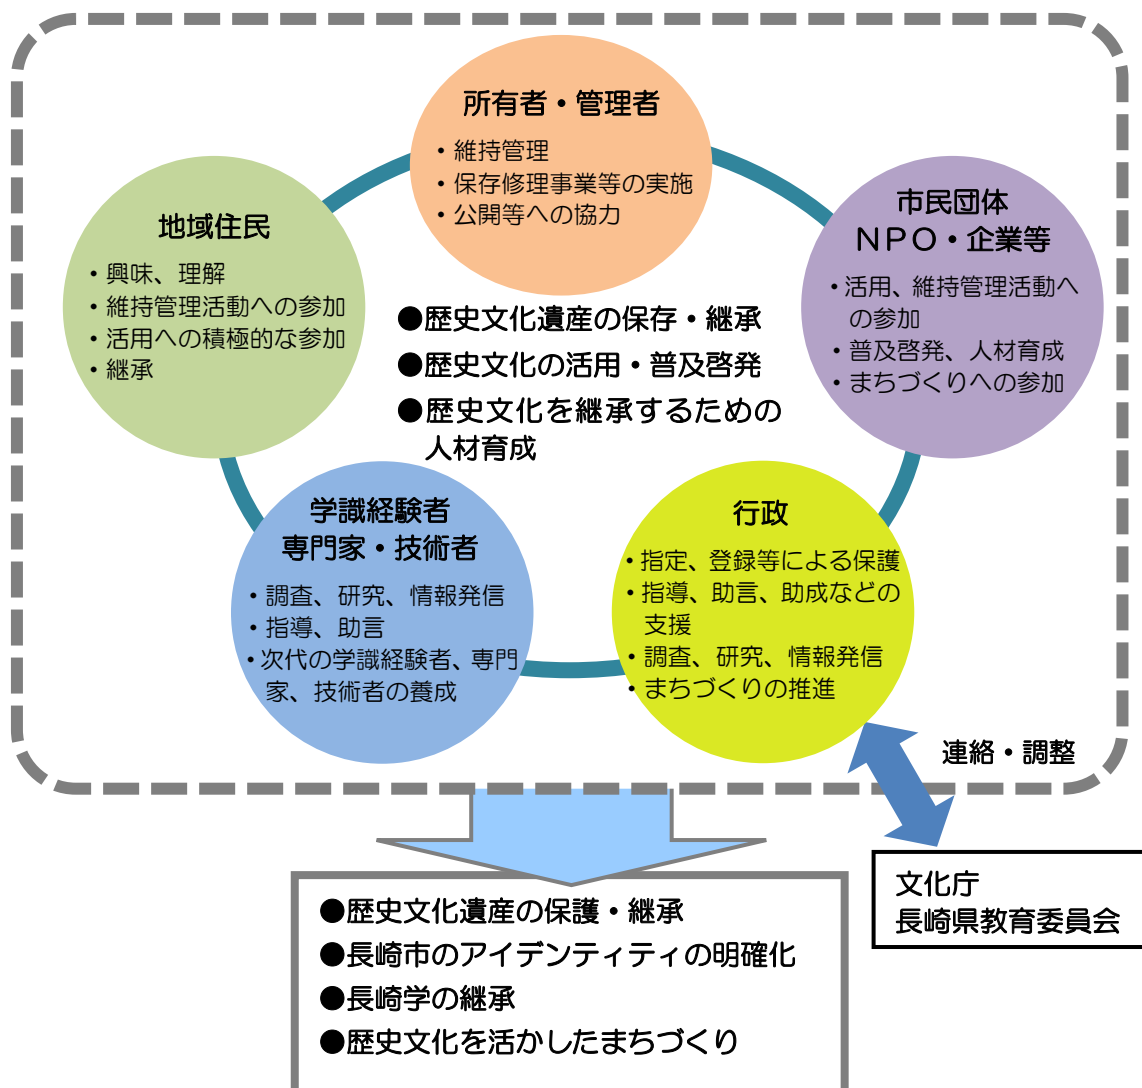 所有者・管理者
・維持管理
・保存修理事業等の実施
・公開等への協力
地域住民
・興味、理解
・維持管理活動への参加
・活用への積極的な参加
・継承
市民団体
NPO・企業等
・活用、維持管理活動へ
の参加
・普及啓発、人材育成
・まちづくりへの参加
●歴史文化遺産の保存・継承
●歴史文化の活用・普及啓発
●歴史文化を継承するための
人材育成
学識経験者
専門家・技術者
・調査、研究、情報発信
・指導、助言
・次代の学識経験者、専門
家、技術者の養成
行政
・指定、登録等による保護
・指導、助言、助成などの
支援
・調査、研究、情報発信
・まちづくりの推進
連絡・調整
文化庁
長崎県教育委員会
●歴史文化遺産の保護・継承
●長崎市のアイデンティティの明確化
●長崎学の継承
●歴史文化を活かしたまちづくり